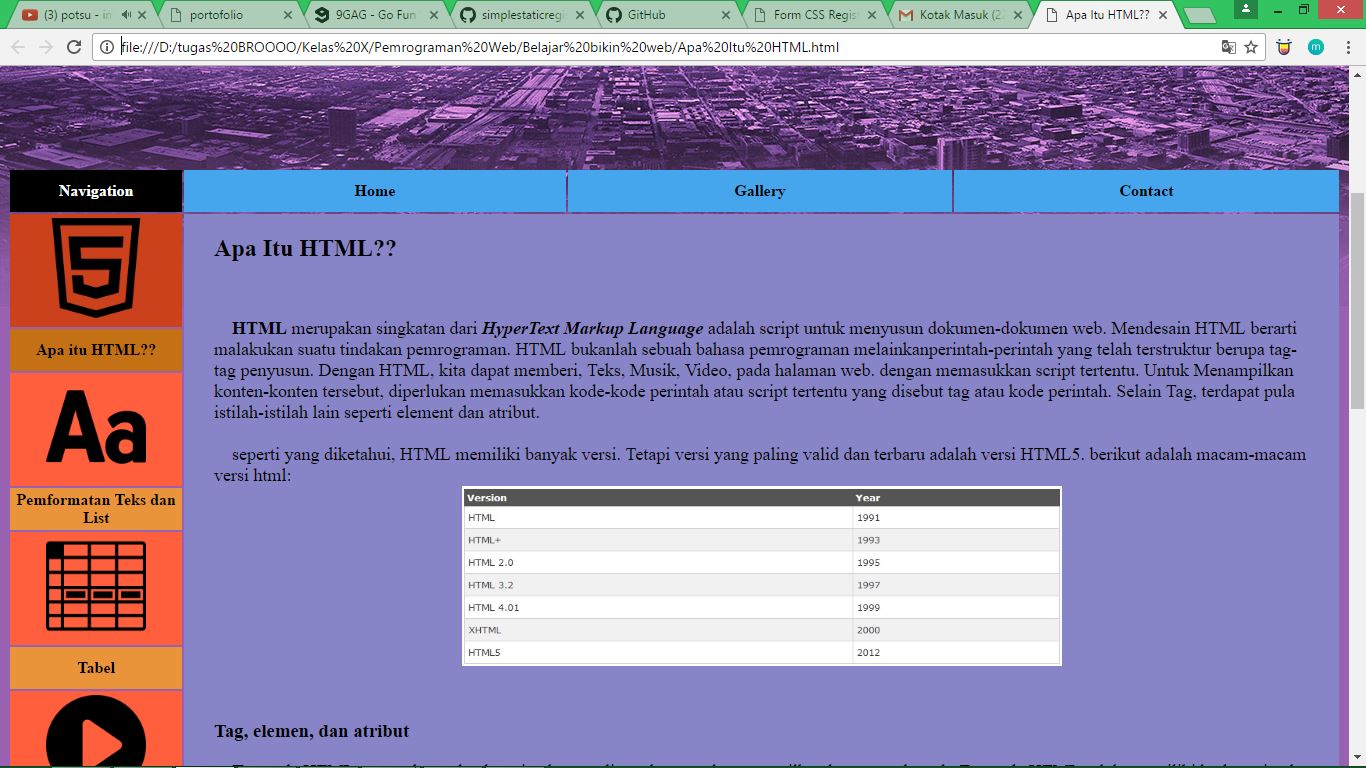 (3) potsu - in
portofolio
9GAG - Go Fun
simplestaticregi
GitHub
Form CSS Regist
Kotak Masuk (22
Apa Itu HTML??
file:///D:/tugas%20BROOOO/Kelas%20X/Pemrograman%20Web/Belajar%20bikin%20web/Apa%20Itu%20HTML.html
Navigation
Home
Gallery
Contact
5
Apa itu HTML??
Aa
Pemformatan Teks dan
List
Tabel
Apa Itu HTML??
HTML merupakan singkatan dari HyperText Markup Language adalah script untuk menyusun dokumen-dokumen web. Mendesain HTML berarti
malakukan suatu tindakan pemrograman. HTML bukanlah sebuah bahasa pemrograman melainkanperintah-perintah yang telah terstruktur berupa tag-
tag penyusun. Dengan HTML, kita dapat memberi, Teks, Musik, Video, pada halaman web. dengan memasukkan script tertentu. Untuk Menampilkan
konten-konten tersebut, diperlukan memasukkan kode-kode perintah atau script tertentu yang disebut tag atau kode perintah. Selain Tag, terdapat pula
istilah-istilah lain seperti element dan atribut.
seperti yang diketahui, HTML memiliki banyak versi. Tetapi versi yang paling valid dan terbaru adalah versi HTML5. berikut adalah macam-macam
versi html:
Version Year
HTML 1991
HTML+ 1993
HTML 2.0 1995
HTML 3.2 1997
HTML 4.01 1999
XHTML 2000
HTML5 2012
Tag, elemen, dan atribut